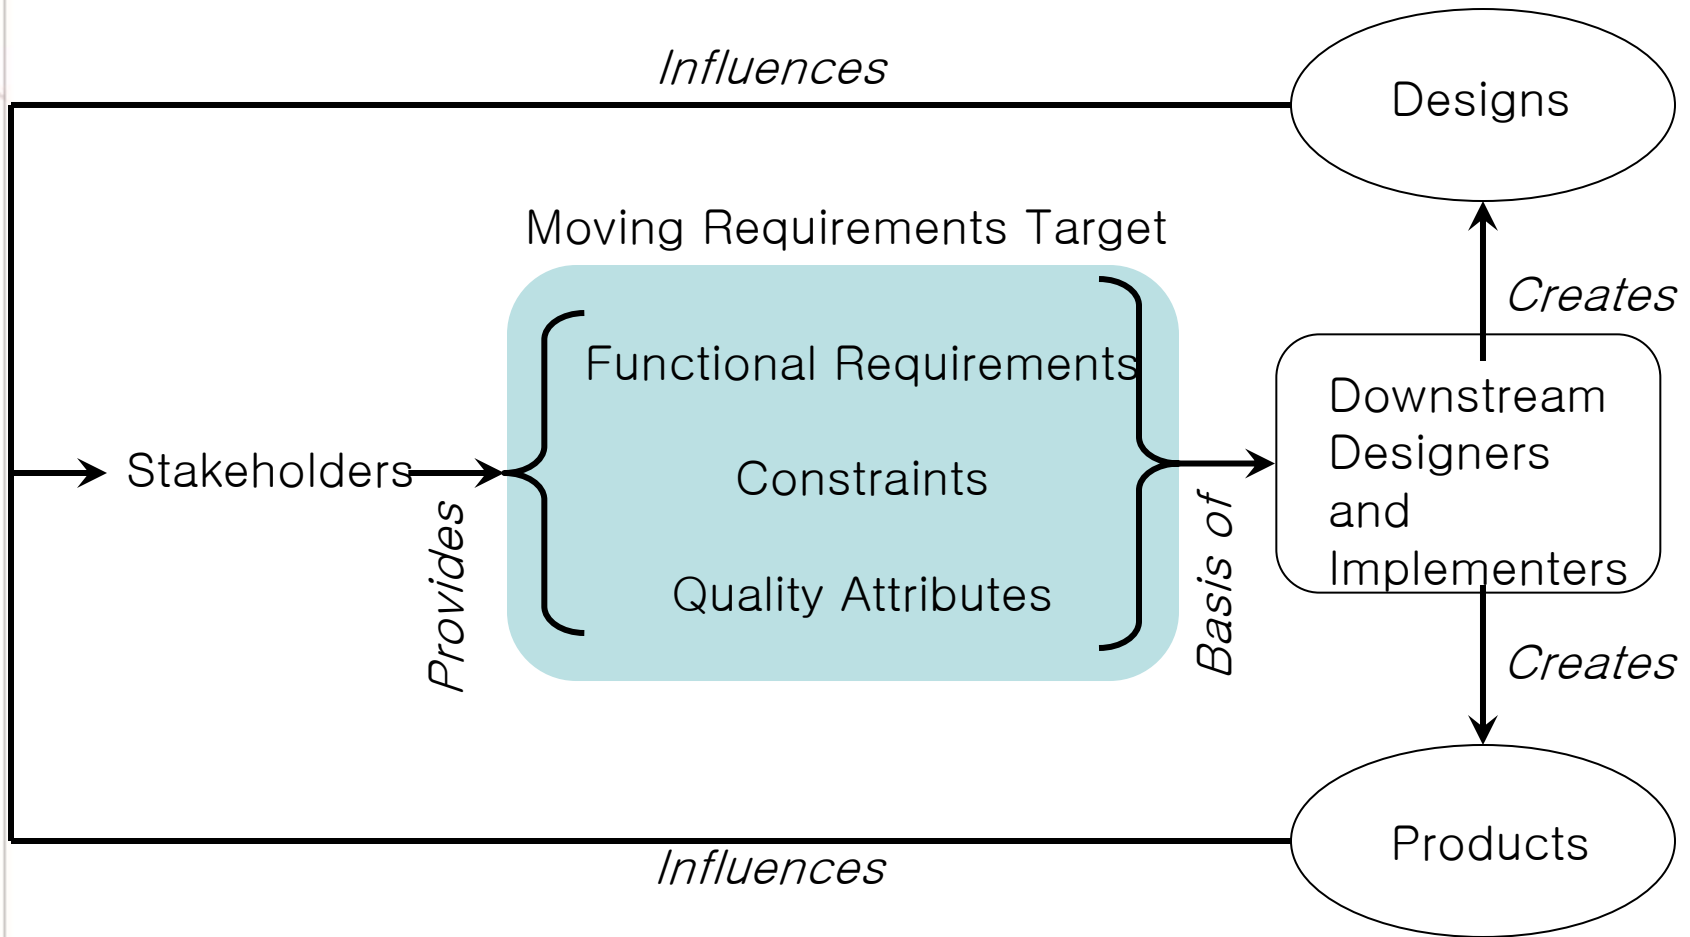 Influences
Designs
Moving Requirements Target
Creates
Functional Requirements
Downstream
Designers
and
Implementers
Stakeholders
Constraints
Provides
Basis of
Quality Attributes
Creates
Products
Influences